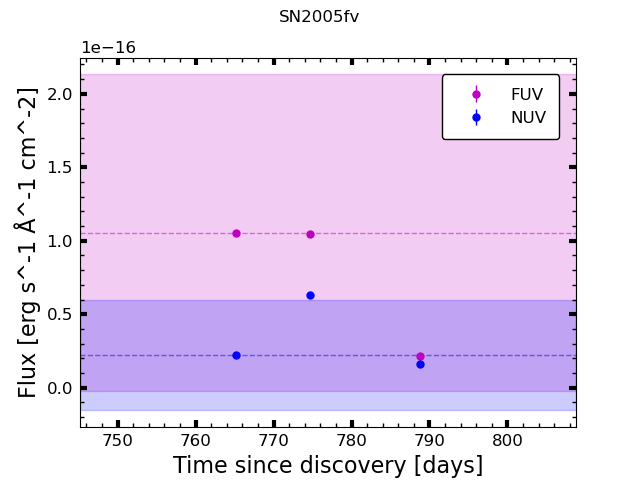 SN2005fv
1e−16
FUV
NUV
2.0
1.5
1.0
0.5
0.0
Flux [erg s^-1 Å^-1 cm^-2]
750 760 770 780 790 800
Time since discovery [days]